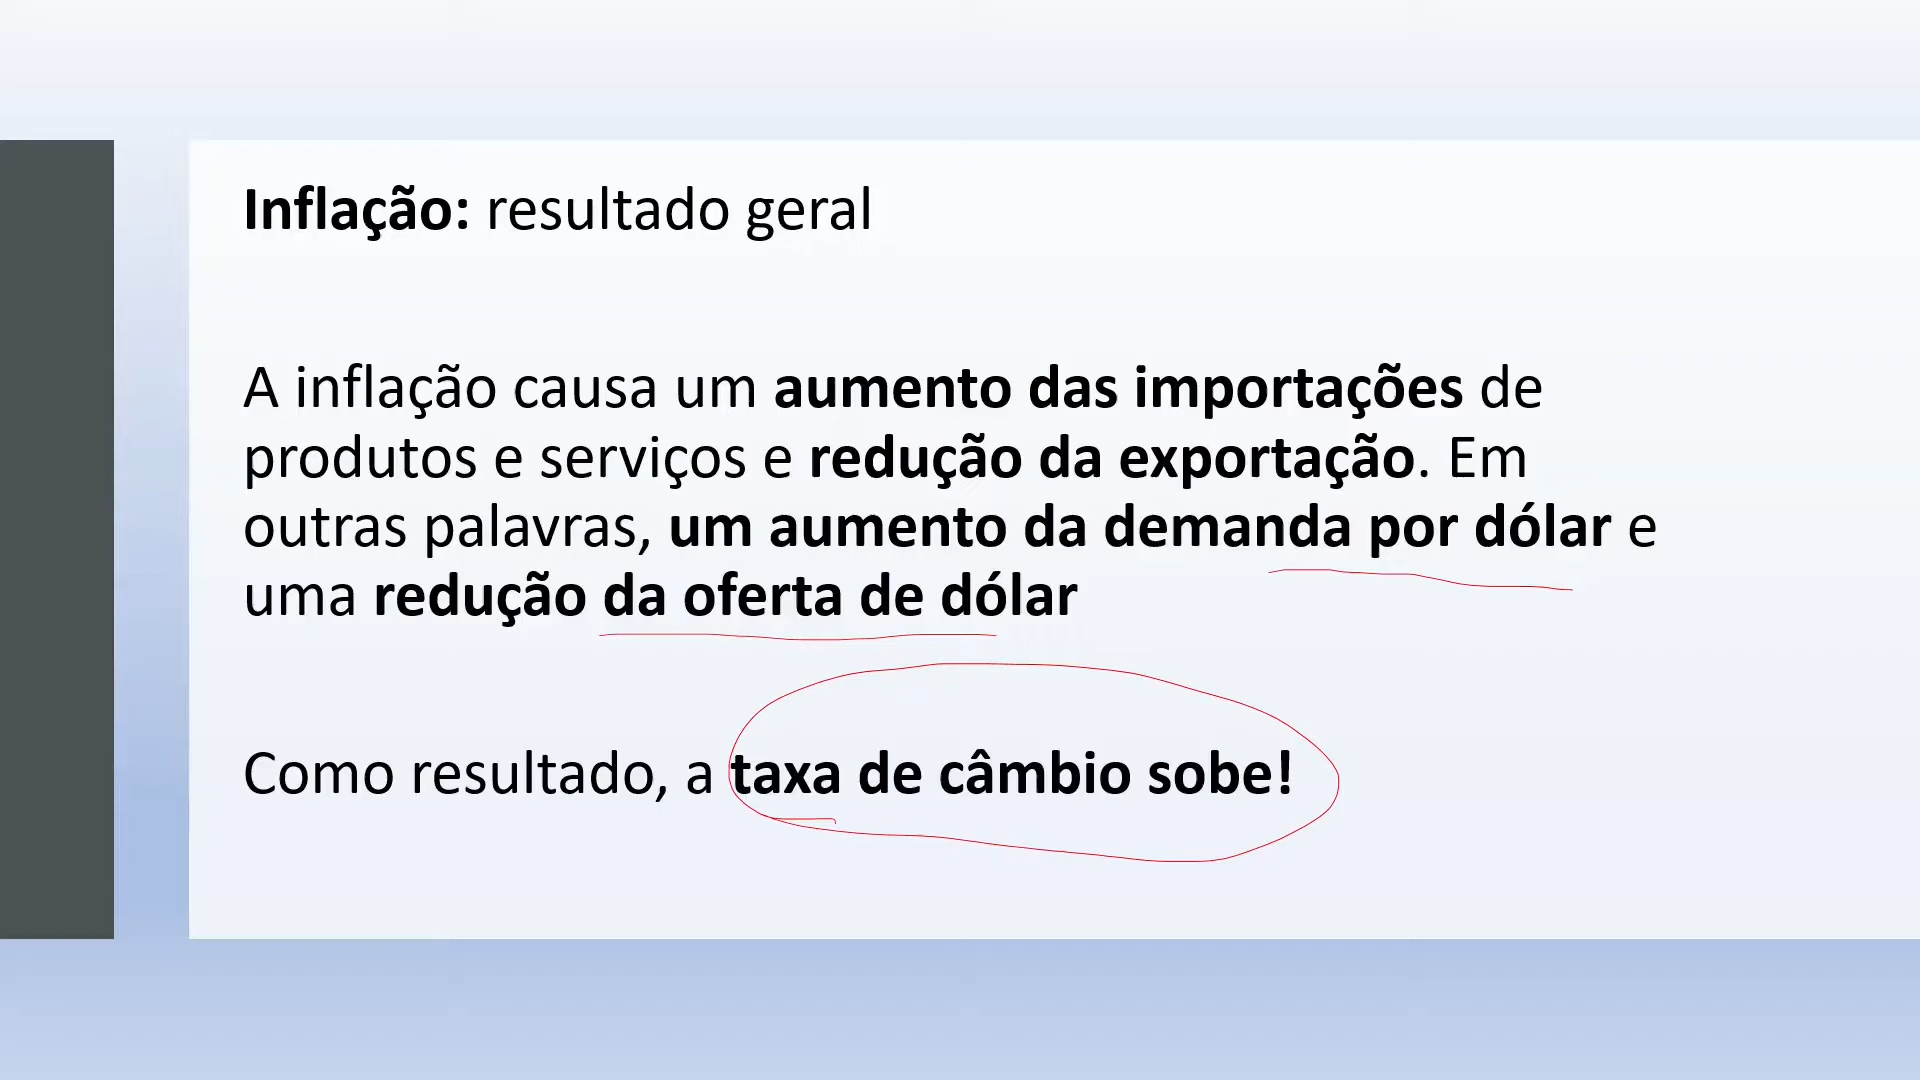 Inflação: resultado geral
A inflação causa um aumento das importações de
produtos e serviços e redução da exportação. Em
outras palavras, um aumento da demanda por dólar e
uma redução da oferta de dólar
Como resultado, a taxa de câmbio sobe!